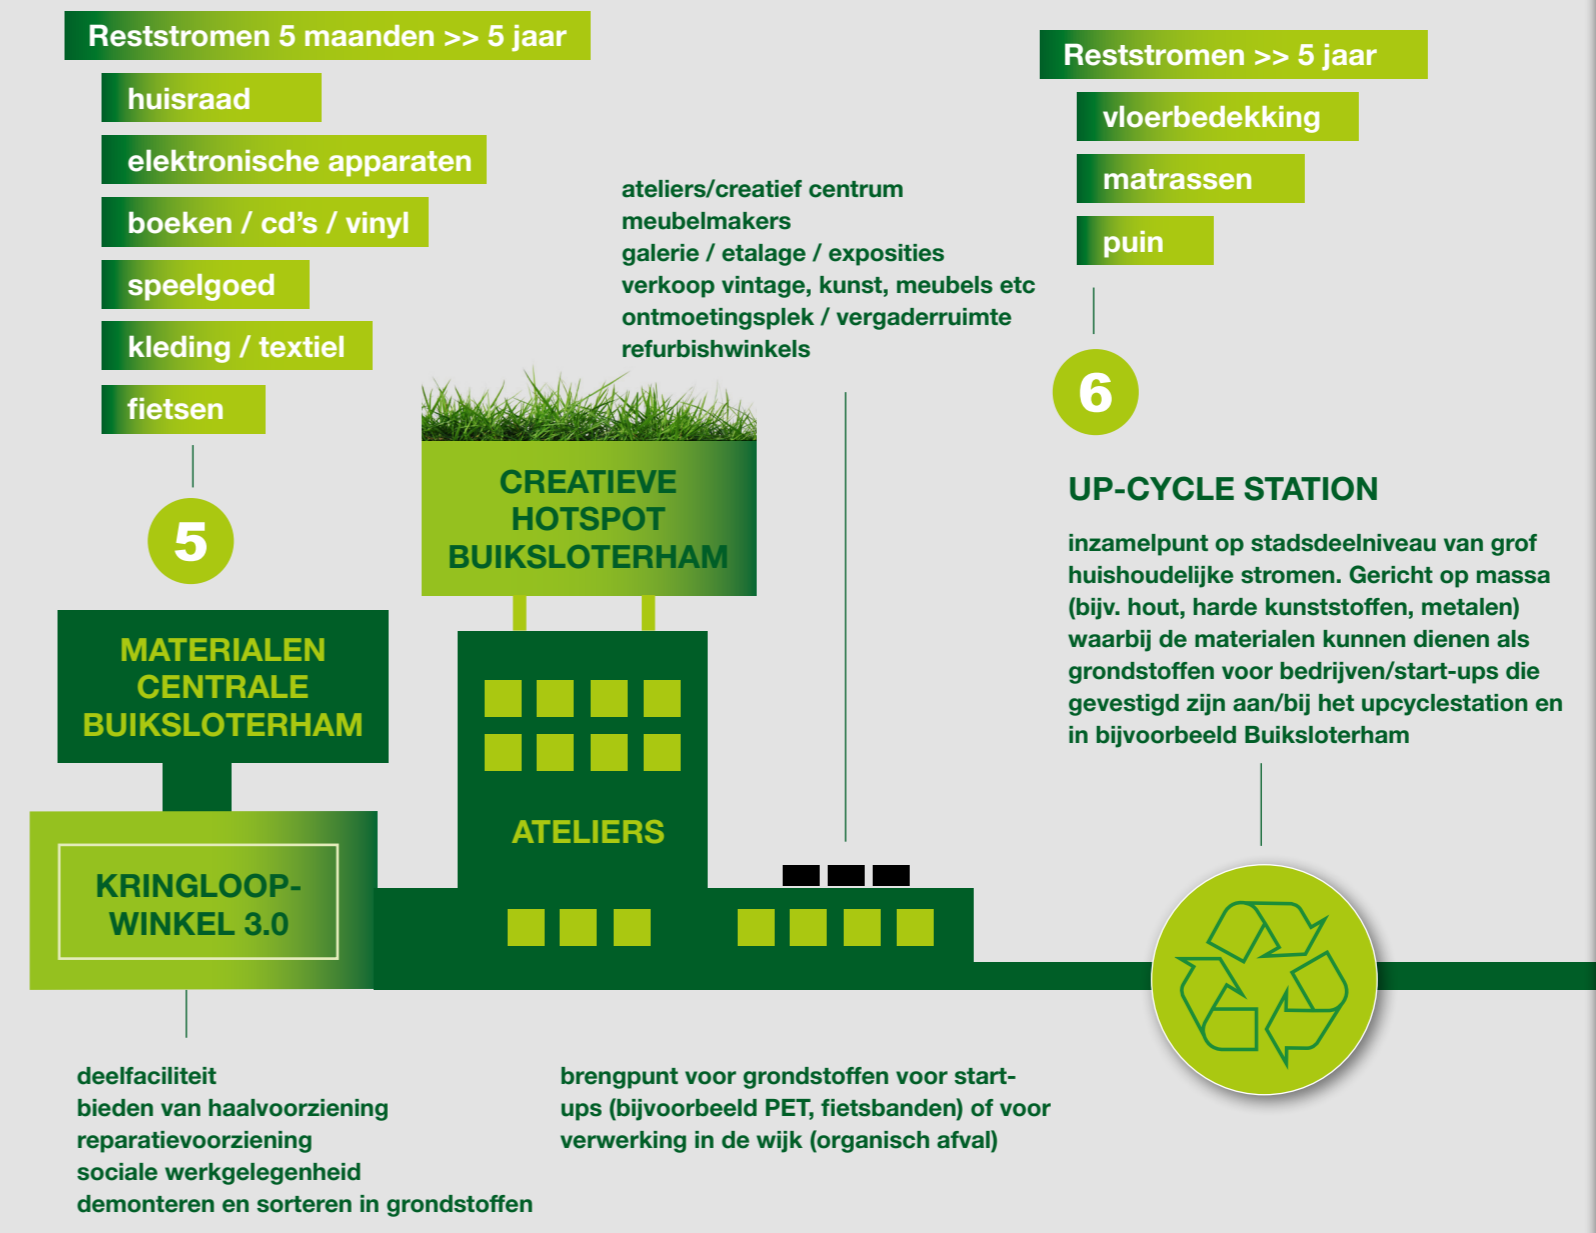 Reststromen 5 maanden >> 5 jaar
huisraad
elektronische apparaten
boeken / cd’s / vinyl
speelgoed
kleding / textiel
fietsen
5
MATERIALEN
CENTRALE
BUIKSLOTERHAM
KRINGLOOP-
WINKEL 3.0
deelfaciliteit
bieden van haalvoorziening
reparatievoorziening
sociale werkgelegenheid
demonteren en sorteren in grondstoffen
CREATIEVE
HOTSPOT
BUIKSLOTERHAM
ATELIERS
ateliers/creatief centrum
meubelmakers
galerie / etalage / exposities
verkoop vintage, kunst, meubels etc
ontmoetingsplek / vergaderruimte
refurbishwinkels
brengpunt voor grondstoffen voor start-
ups (bijvoorbeeld PET, fietsbanden) of voor
verwerking in de wijk (organisch afval)
Reststromen >> 5 jaar
vloerbedekking
matrassen
puin
6
UP-CYCLE STATION
inzamelpunt op stadsdeelniveau van grof
huishoudelijke stromen. Gericht op massa
(bijv. hout, harde kunststoffen, metalen)
waarbij de materialen kunnen dienen als
grondstoffen voor bedrijven/start-ups die
gevestigd zijn aan/bij het upcyclestation en
in bijvoorbeeld Buiksloterham